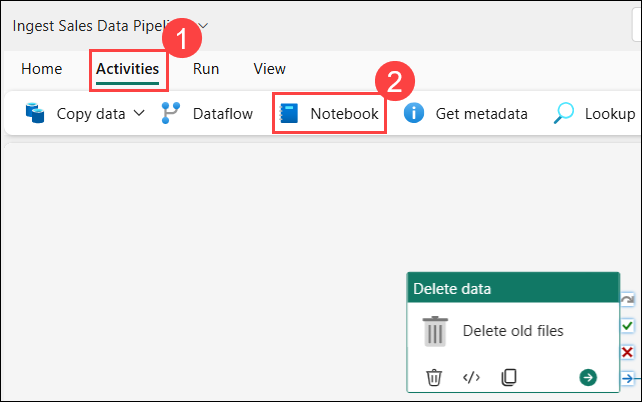 Ingest Sales Data Pipeli
1
Home Activities Run View
2
Copy data Dataflow Notebook Get metadata Lookup
Delete data
Delete old files